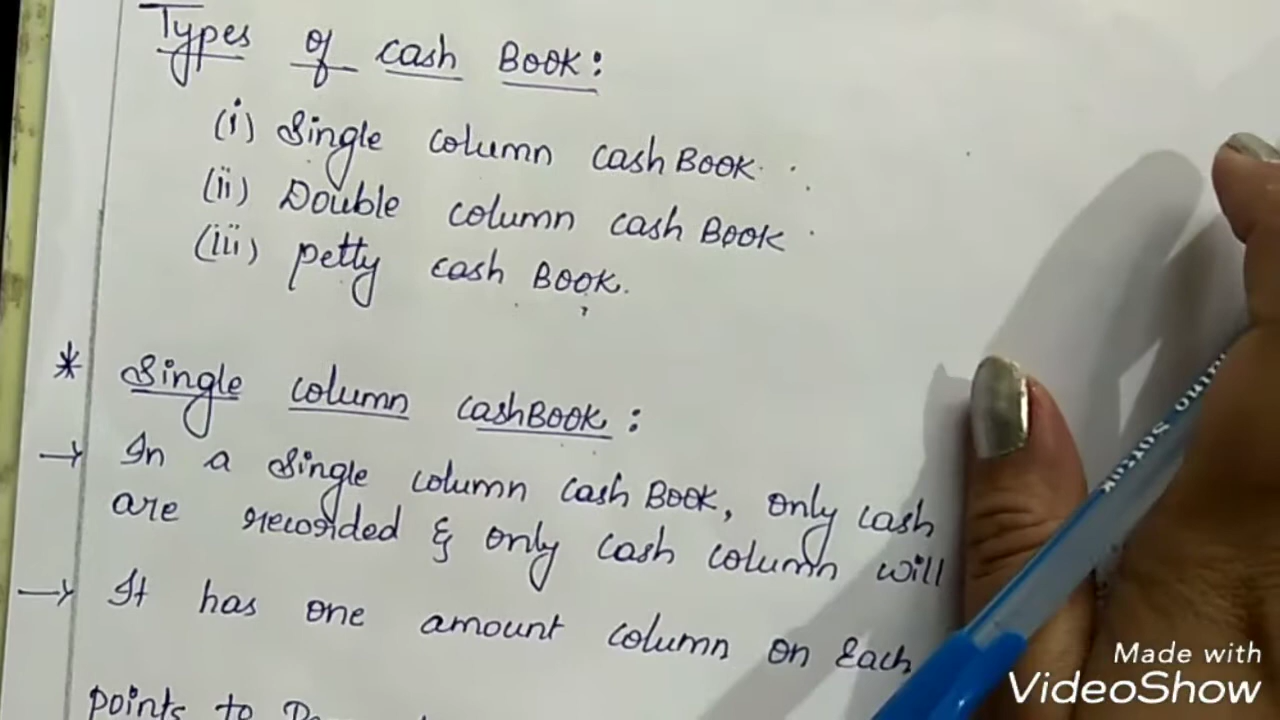 Types of cash Book:
(i) Single column cash Book.
(ii) Double column cash Book
(iii) petty cash Book.
* Single column cash Book:
→ In a single column cash Book, only cash
are recorded & only cash column will
→ It has one amount column on Each
points to
Made with
VideoShow